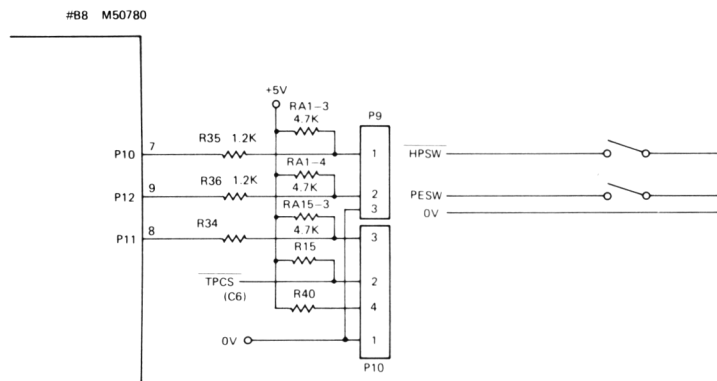 #B8 M50780
+5V
RA1-3
4.7K
P9
R35 1.2K
P10 7
1
HPSW
RA1-4
4.7K
R36 1.2K
P12 9
2
PESW
3
0V
RA15-3
4.7K
R34
P11 8
3
R15
TPCS
(C6)
2
R40
4
0V
1
P10